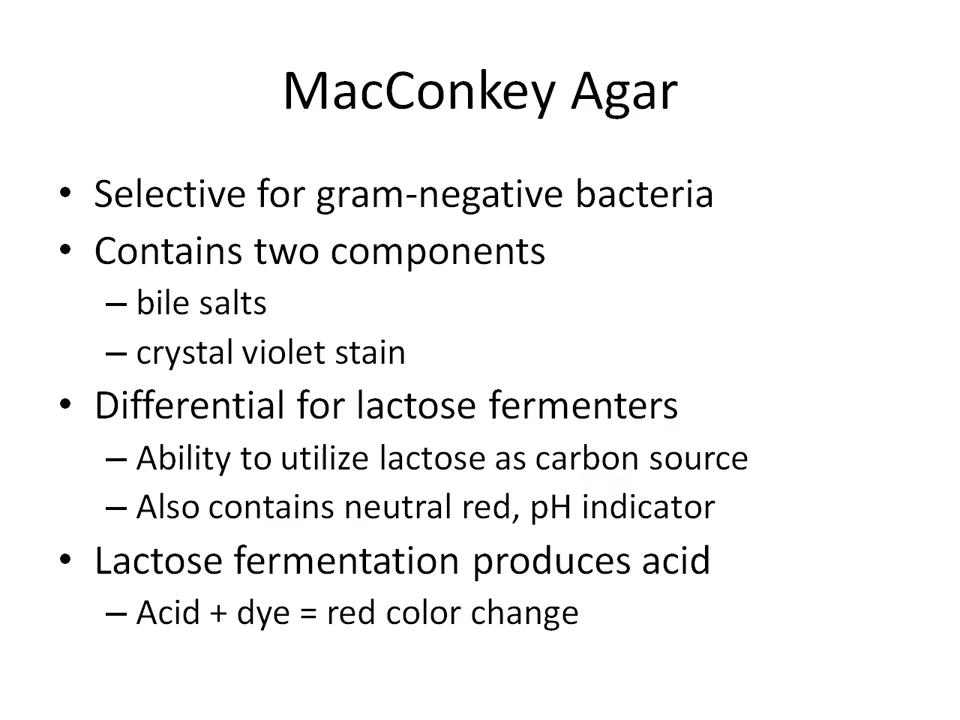 MacConkey Agar
• Selective for gram-negative bacteria
• Contains two components
– bile salts
– crystal violet stain
• Differential for lactose fermenters
– Ability to utilize lactose as carbon source
– Also contains neutral red, pH indicator
• Lactose fermentation produces acid
– Acid + dye = red color change